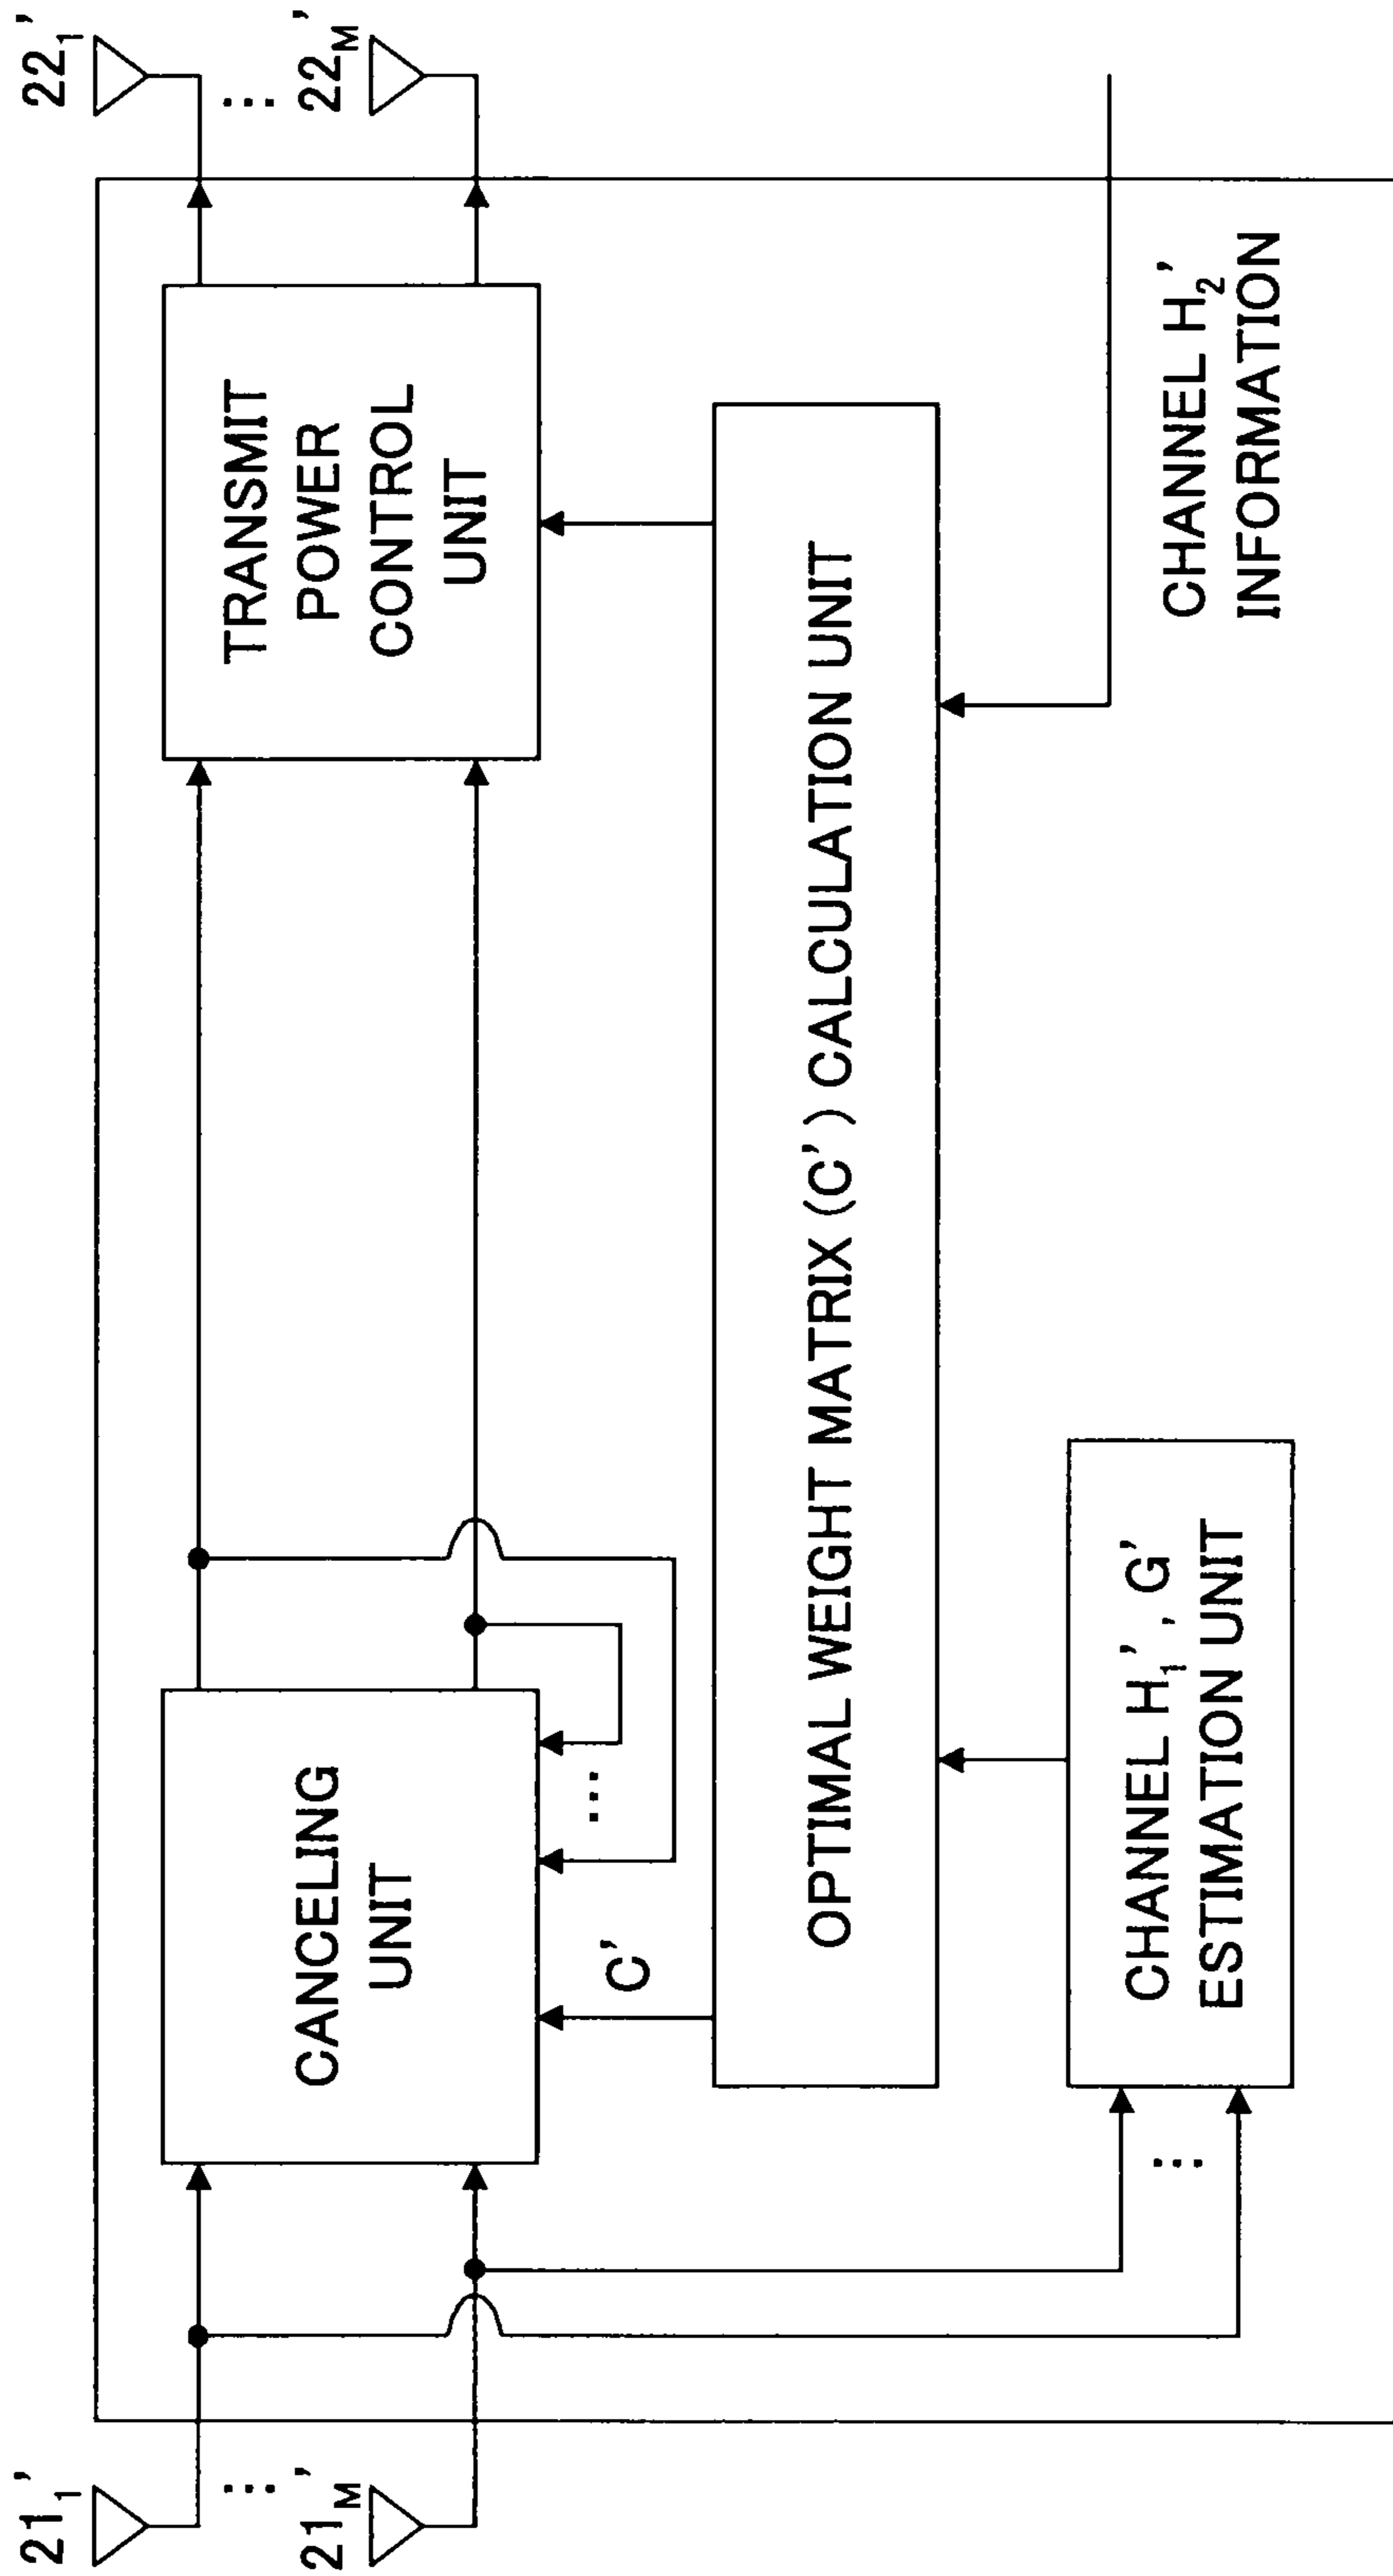 21₁'
⋮
21M'
CANCELING
UNIT
C'
...
TRANSMIT
POWER
CONTROL
UNIT
22₁'
⋮
22M'
OPTIMAL WEIGHT MATRIX (C') CALCULATION UNIT
CHANNEL H₁', G'
ESTIMATION UNIT
⋮
CHANNEL H₂'
INFORMATION